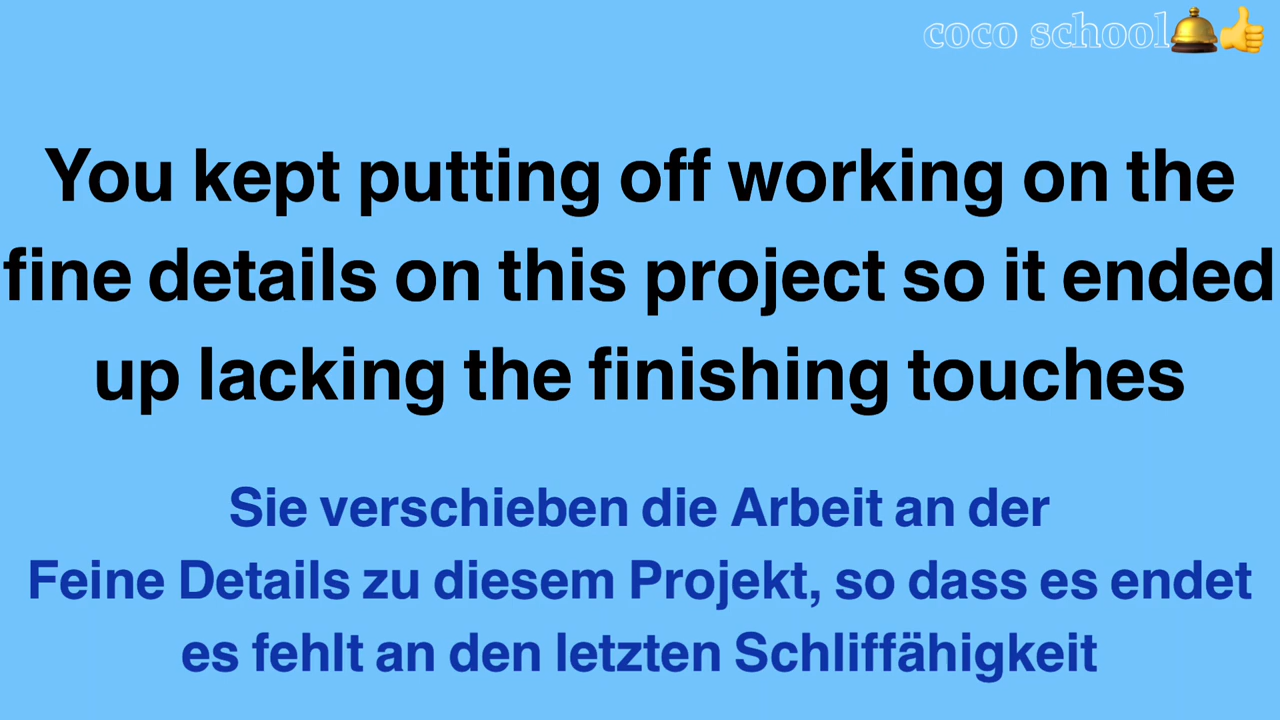 coco school🛎️👍
You kept putting off working on the
fine details on this project so it ended
up lacking the finishing touches
Sie verschieben die Arbeit an der
Feine Details zu diesem Projekt, so dass es endet
es fehlt an den letzten Schliffähigkeit